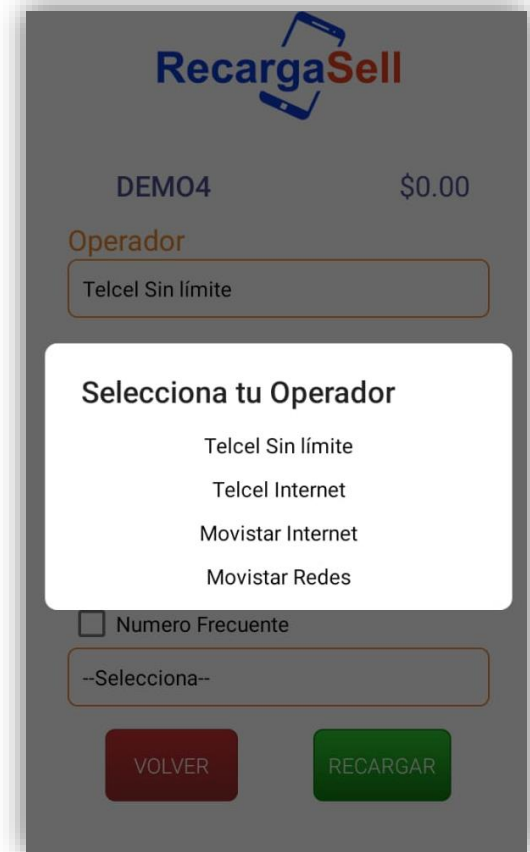 RecargaSell
DEMO4 $0.00
Operador
Telcel Sin límite
Selecciona tu Operador
Telcel Sin límite
Telcel Internet
Movistar Internet
Movistar Redes
Numero Frecuente
--Selecciona--
VOLVER RECARGAR